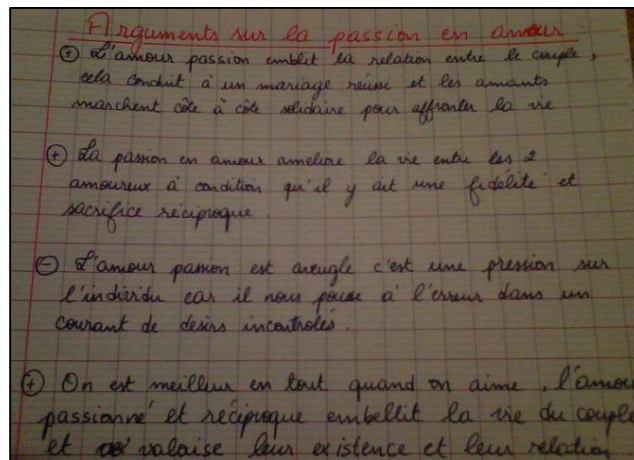 Arguments sur la passion en amour :
⊕ L'amour passion emblit la relation entre le couple,
cela conduit à un mariage réussi et les amants
marchent côte à côte solidaire pour affronter la vie
⊕ La passion en amour améliore la vie entre les 2
amoureux à condition qu'il y ait une fidélité et
sacrifice réciproque.
⊖ L'amour passion est aveugle c'est une pression sur
l'individu car il nous pousse à l'erreur dans un
courant de desirs incontrolés.
⊕ On est meilleur en tout quand on aime, l'amou
passionné et réciproque embellit la vie du couple
et valoise leur existence et leur relation